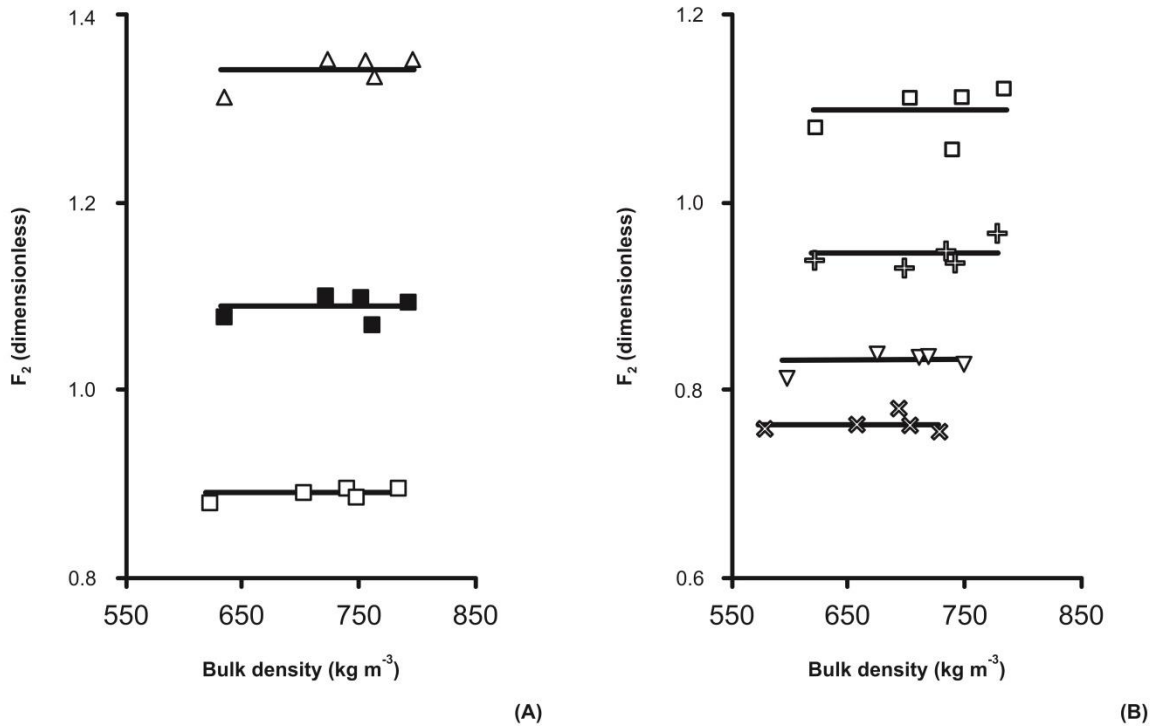 1.4
1.2
1.0
0.8
550
650
750
850
F₂ (dimensionless)
Bulk density (kg m⁻³)
(A)
1.2
1.0
0.8
0.6
550
650
750
850
F₂ (dimensionless)
Bulk density (kg m⁻³)
(B)